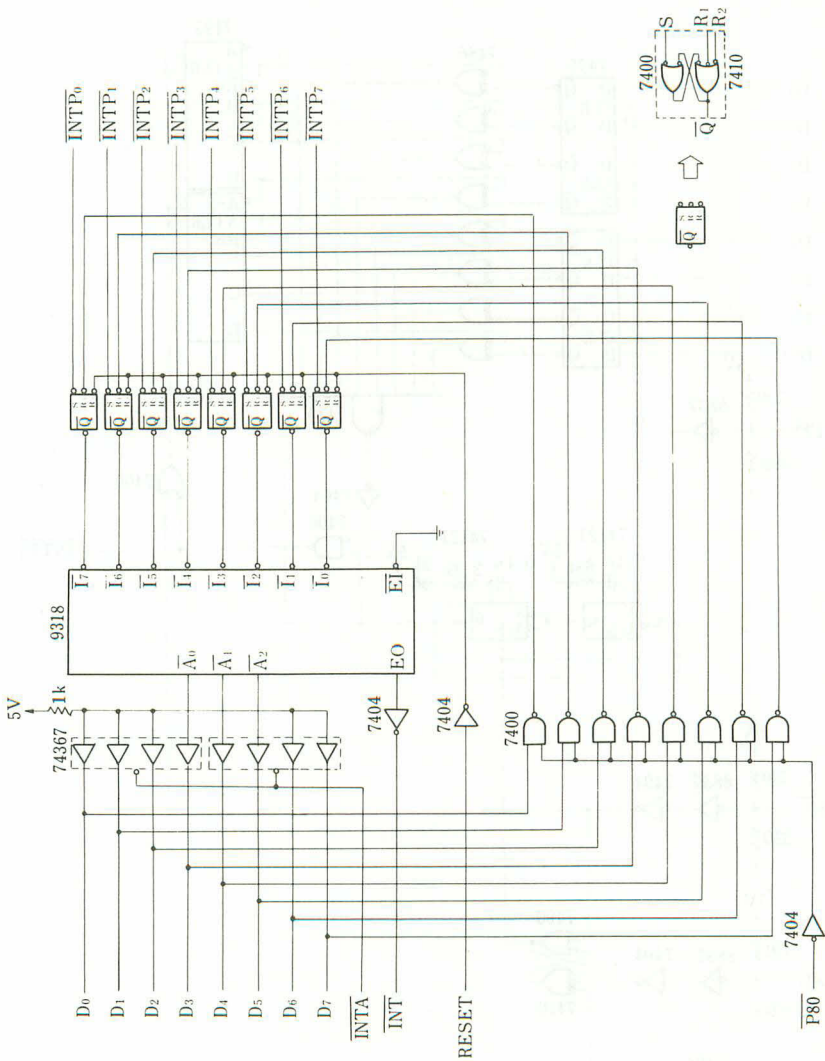 5V
1k
74367
9318
D0
D1
D2
D3
D4
D5
D6
D7
INTA
INT
RESET
P80
A0
A1
A2
EO
I7
I6
I5
I4
I3
I2
I1
I0
EI
7404
7404
7404
7400
Q S R R
Q S R R
Q S R R
Q S R R
Q S R R
Q S R R
Q S R R
Q S R R
INTP0
INTP1
INTP2
INTP3
INTP4
INTP5
INTP6
INTP7
Q S R R
7400
S
R1
R2
7410
Q